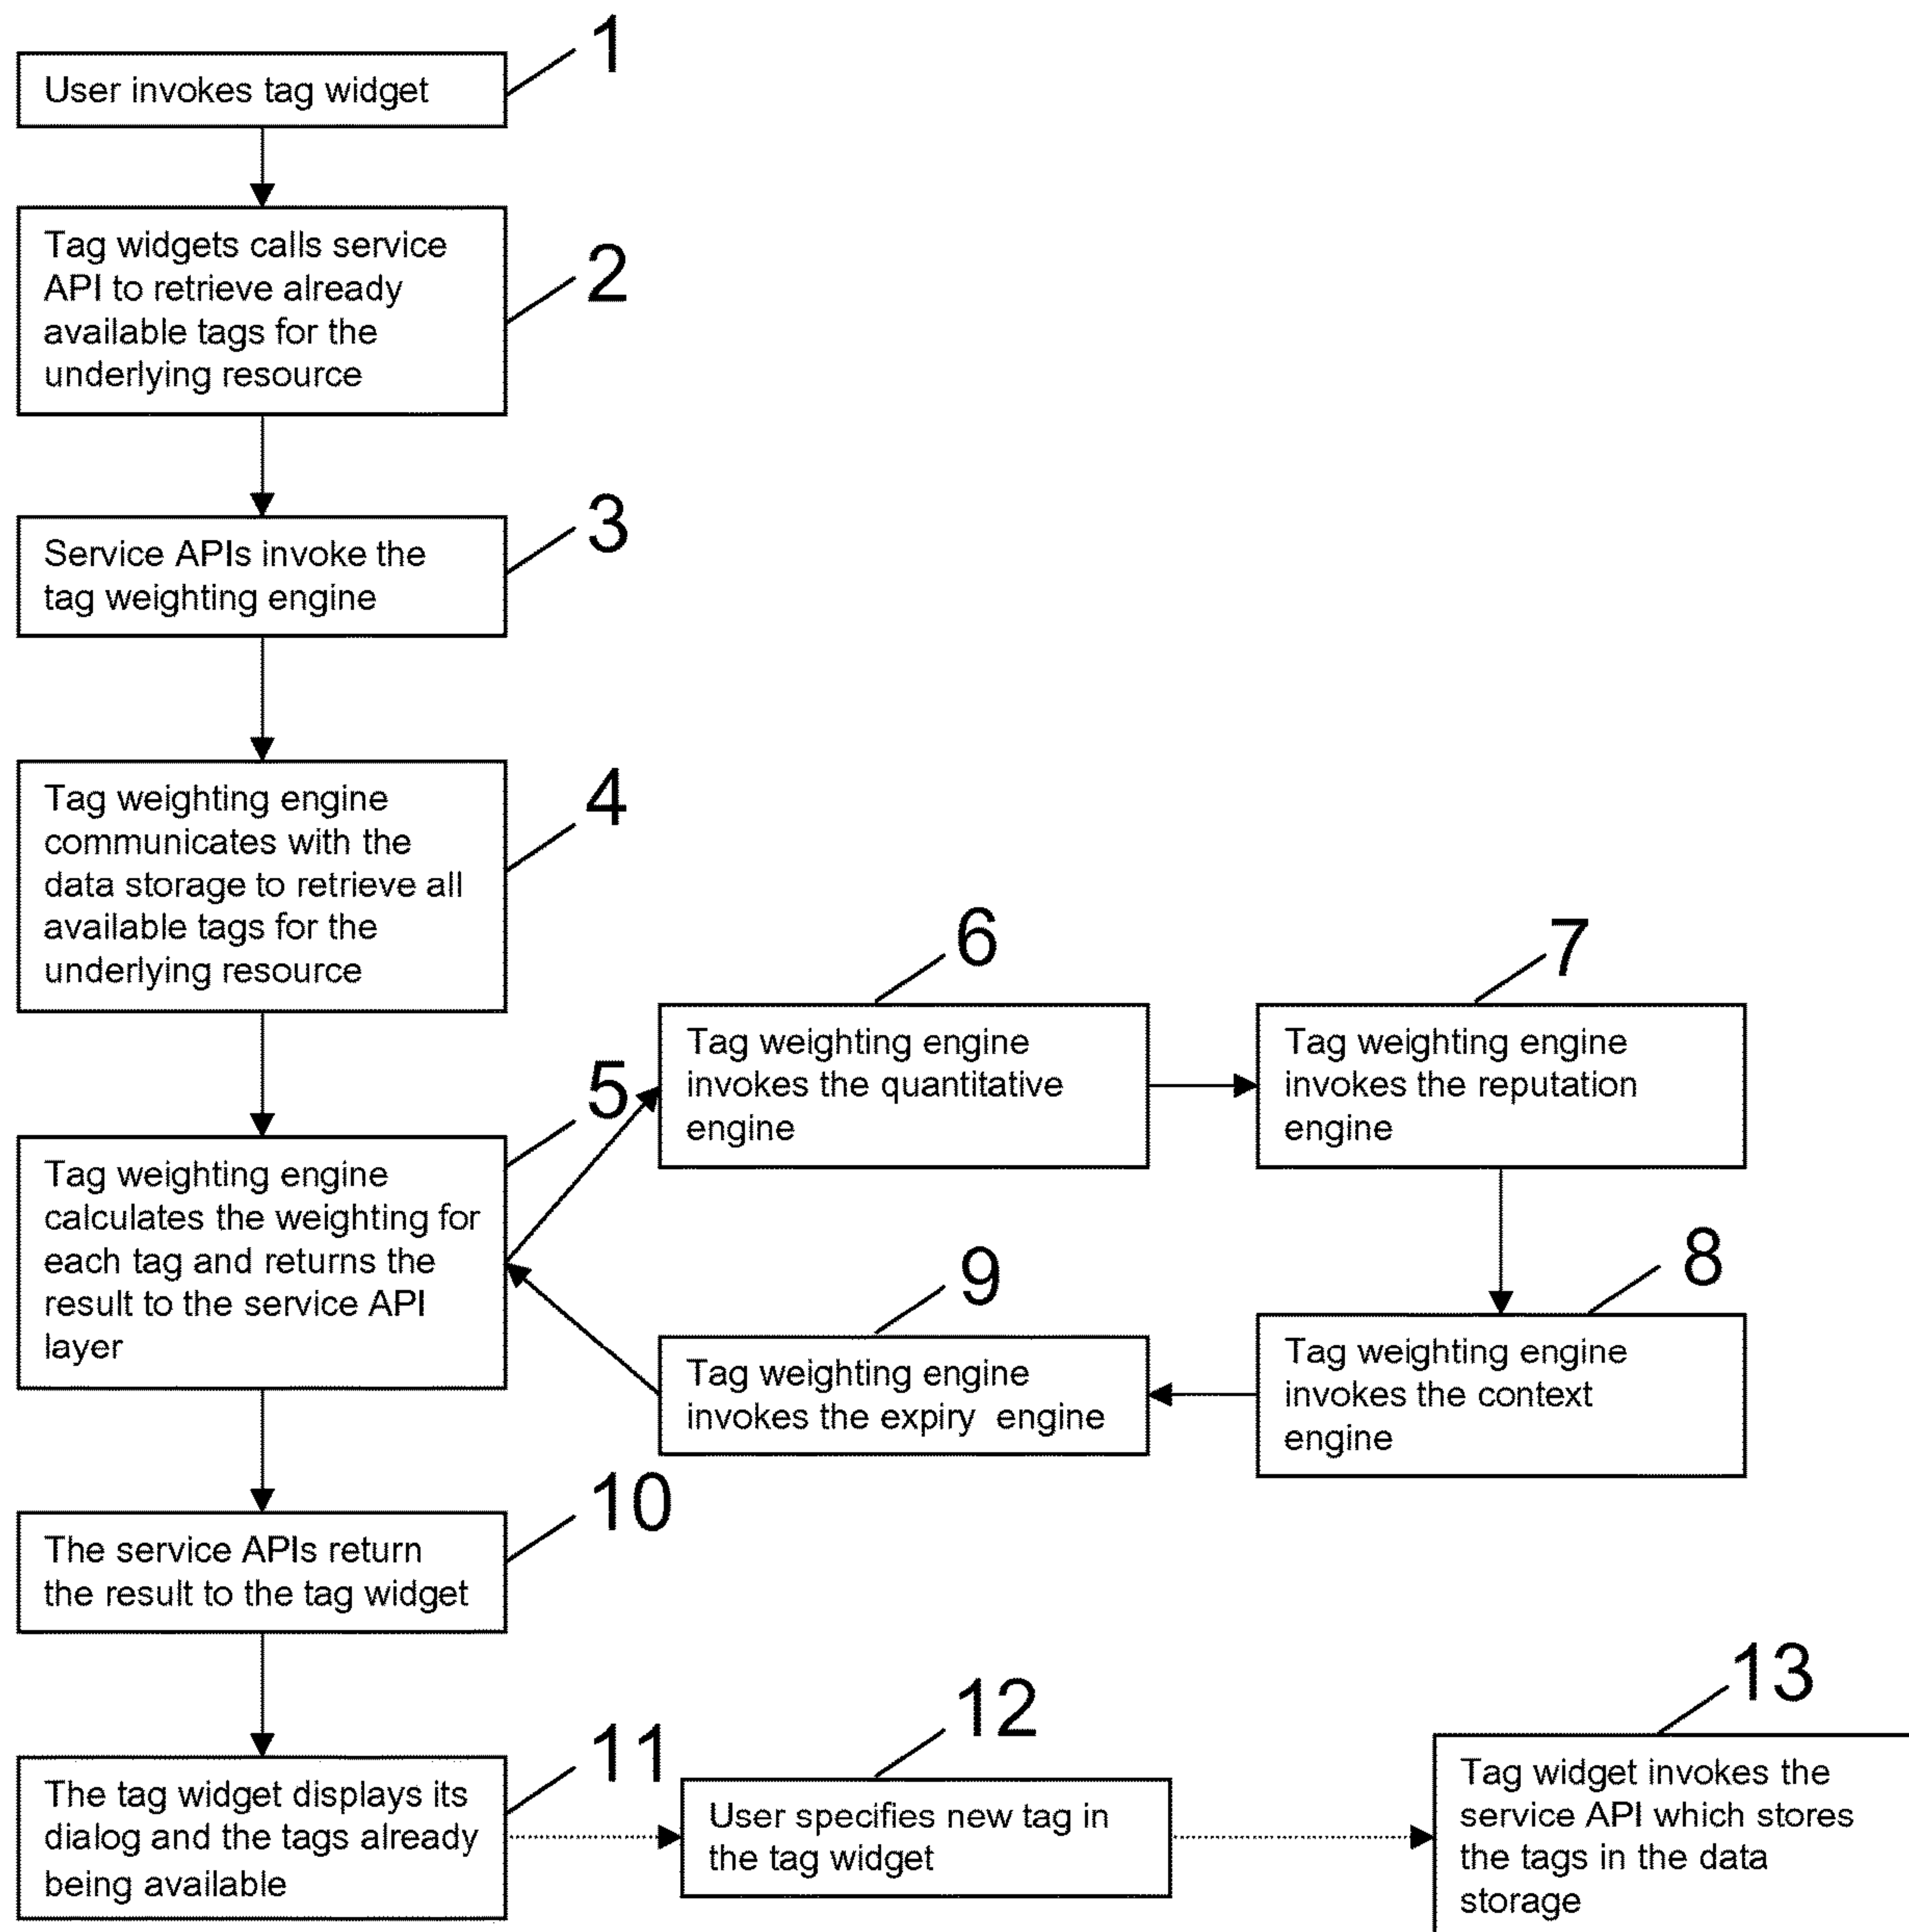 1
User invokes tag widget
2
Tag widgets calls service
API to retrieve already
available tags for the
underlying resource
3
Service APIs invoke the
tag weighting engine
4
Tag weighting engine
communicates with the
data storage to retrieve all
available tags for the
underlying resource
5
Tag weighting engine
calculates the weighting for
each tag and returns the
result to the service API
layer
6
Tag weighting engine
invokes the quantitative
engine
7
Tag weighting engine
invokes the reputation
engine
8
Tag weighting engine
invokes the context
engine
9
Tag weighting engine
invokes the expiry engine
10
The service APIs return
the result to the tag widget
11
The tag widget displays its
dialog and the tags already
being available
12
User specifies new tag in
the tag widget
13
Tag widget invokes the
service API which stores
the tags in the data
storage